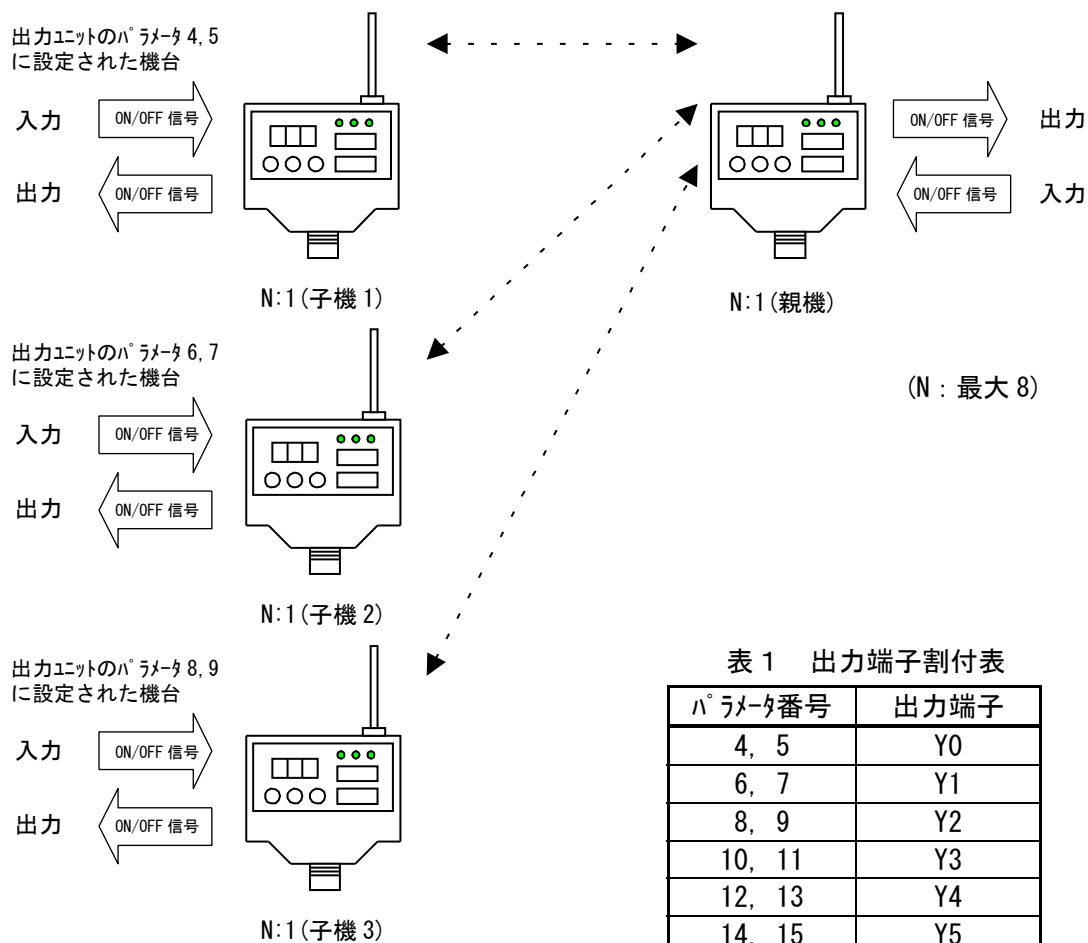 出力ユニットのパラメータ 4, 5
に設定された機台
入力
ON/OFF 信号
出力
ON/OFF 信号
N:1(子機 1)
ON/OFF 信号
出力
ON/OFF 信号
入力
N:1(親機)
出力ユニットのパラメータ 6, 7
に設定された機台
入力
ON/OFF 信号
出力
ON/OFF 信号
N:1(子機 2)
(N : 最大 8)
出力ユニットのパラメータ 8, 9
に設定された機台
入力
ON/OFF 信号
出力
ON/OFF 信号
N:1(子機 3)
表1 出力端子割付表
パラメータ番号 出力端子
4, 5 Y0
6, 7 Y1
8, 9 Y2
10, 11 Y3
12, 13 Y4
14, 15 Y5